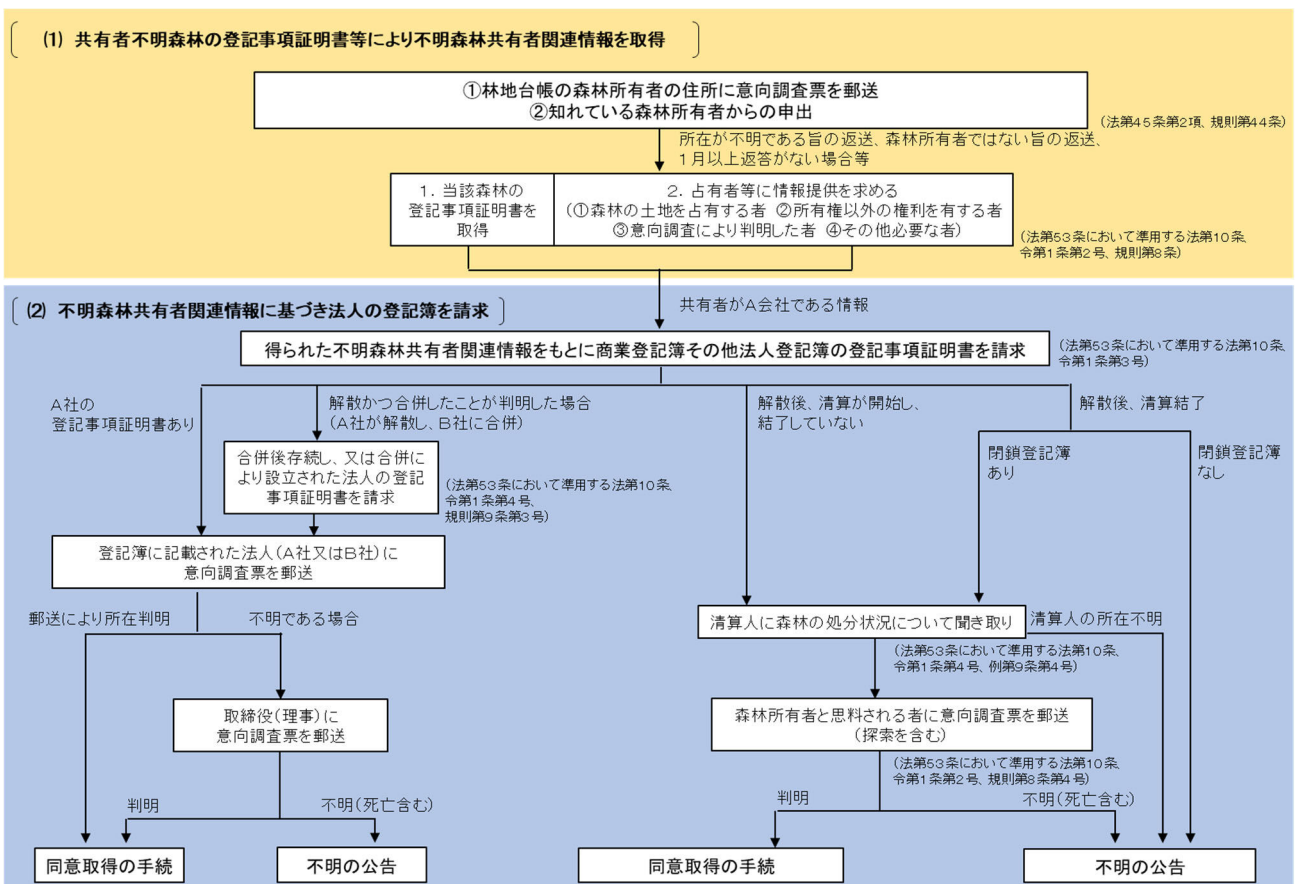 (1) 共有者不明森林の登記事項証明書等により不明森林共有者関連情報を取得
①林地台帳の森林所有者の住所に意向調査票を郵送
②知れている森林所有者からの申出
(法第45条第2項、規則第44条)
所在が不明である旨の返送、森林所有者ではない旨の返送、
1月以上返答がない場合等
1. 当該森林の
登記事項証明書を
取得
2. 占有者等に情報提供を求める
(①森林の土地を占有する者 ②所有権以外の権利を有する者
③意向調査により判明した者 ④その他必要な者)
(法第53条において準用する法第10条、
令第1条第2号、規則第8条)
(2) 不明森林共有者関連情報に基づき法人の登記簿を請求
共有者がA会社である情報
得られた不明森林共有者関連情報をもとに商業登記簿その他法人登記簿の登記事項証明書を請求
(法第53条において準用する法第10条、
令第1条第3号)
A社の
登記事項証明書あり
解散かつ合併したことが判明した場合
(A社が解散し、B社に合併)
解散後、清算が開始し、
結了していない
解散後、清算結了
合併後存続し、又は合併に
より設立された法人の登記
事項証明書を請求
(法第53条において準用する法第10条、
令第1条第4号、
規則第9条第3号)
閉鎖登記簿
あり
閉鎖登記簿
なし
登記簿に記載された法人(A社又はB社)に
意向調査票を郵送
郵送により所在判明
不明である場合
清算人に森林の処分状況について聞き取り
清算人の所在不明
(法第53条において準用する法第10条、
令第1条第4号、例第9条第4号)
取締役(理事)に
意向調査票を郵送
森林所有者と思料される者に意向調査票を郵送
(探索を含む)
(法第53条において準用する法第10条、
令第1条第2号、規則第8条第4号)
判明
不明(死亡含む)
判明
不明(死亡含む)
同意取得の手続
不明の公告
同意取得の手続
不明の公告